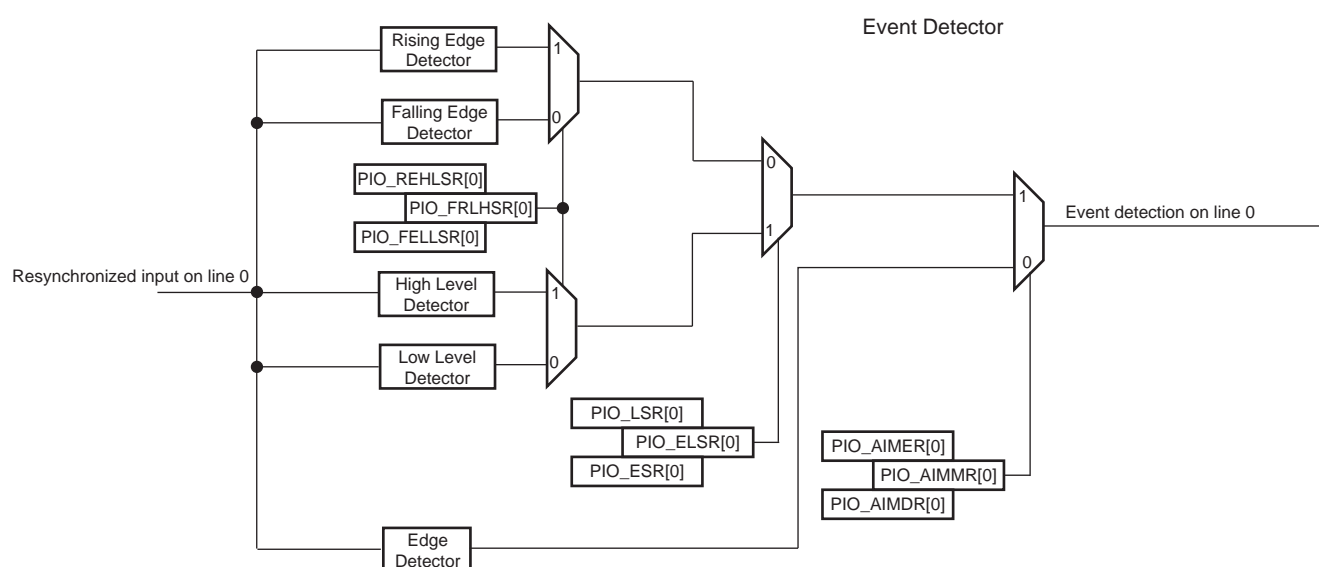 Event Detector
Rising Edge
Detector
1
Falling Edge
Detector
0
0
PIO_REHLSR[0]
PIO_FRLHSR[0]
PIO_FELLSR[0]
1
1
Event detection on line 0
Resynchronized input on line 0
High Level
Detector
1
0
Low Level
Detector
0
PIO_LSR[0]
PIO_ELSR[0]
PIO_ESR[0]
PIO_AIMER[0]
PIO_AIMMR[0]
PIO_AIMDR[0]
Edge
Detector